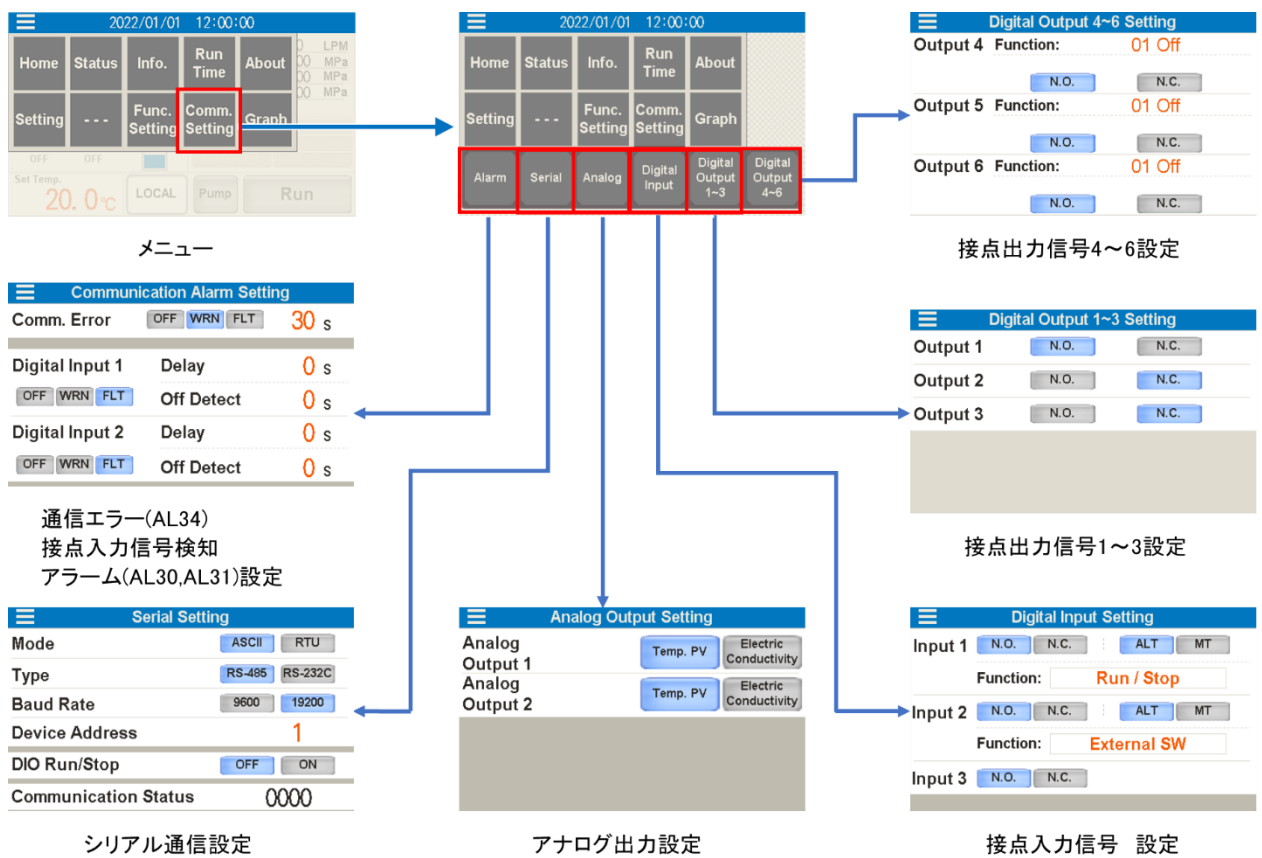 2022/01/01 12:00:00
Home Status Info. Run Time About
Setting --- Func. Setting Comm. Setting Graph
LPM
MPa
MPa
MPa
OFF OFF
Set Temp.
20.0℃ LOCAL Pump Run
メニュー
2022/01/01 12:00:00
Home Status Info. Run Time About
Setting --- Func. Setting Comm. Setting Graph
Alarm Serial Analog Digital Input Digital Output 1~3 Digital Output 4~6
Digital Output 4~6 Setting
Output 4 Function: 01 Off
N.O. N.C.
Output 5 Function: 01 Off
N.O. N.C.
Output 6 Function: 01 Off
N.O. N.C.
接点出力信号4～6設定
Communication Alarm Setting
Comm. Error OFF WRN FLT 30 s
Digital Input 1 Delay 0 s
OFF WRN FLT Off Detect 0 s
Digital Input 2 Delay 0 s
OFF WRN FLT Off Detect 0 s
通信エラー(AL34)
接点入力信号検知
アラーム(AL30,AL31)設定
Digital Output 1~3 Setting
Output 1 N.O. N.C.
Output 2 N.O. N.C.
Output 3 N.O. N.C.
接点出力信号1～3設定
Serial Setting
Mode ASCII RTU
Type RS-485 RS-232C
Baud Rate 9600 19200
Device Address 1
DIO Run/Stop OFF ON
Communication Status 0000
シリアル通信設定
Analog Output Setting
Analog Output 1 Temp. PV Electric Conductivity
Analog Output 2 Temp. PV Electric Conductivity
アナログ出力設定
Digital Input Setting
Input 1 N.O. N.C. ALT MT
Function: Run / Stop
Input 2 N.O. N.C. ALT MT
Function: External SW
Input 3 N.O. N.C.
接点入力信号　設定